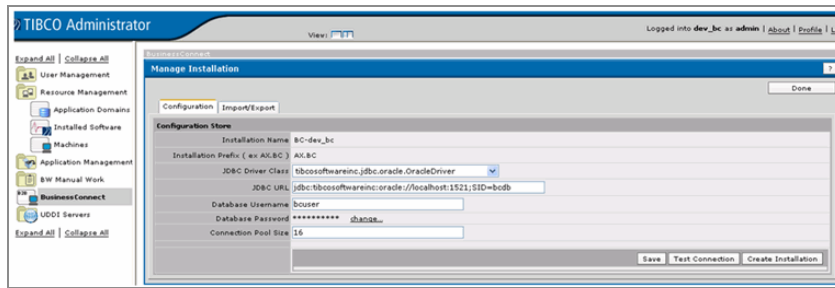 TIBCO Administrator
View:
Logged into dev_bc as admin | About | Profile | L
Expand All | Collapse All
User Management
Resource Management
Application Domains
Installed Software
Machines
Application Management
BW Manual Work
BusinessConnect
UDDI Servers
Expand All | Collapse All
BusinessConnect
Manage Installation
?
Done
Configuration
Import/Export
Configuration Store
Installation Name BC-dev_bc
Installation Prefix ( ex AX.BC ) AX.BC
JDBC Driver Class tibcosoftwareinc.jdbc.oracle.OracleDriver
JDBC URL jdbc:tibcosoftwareinc:oracle://localhost:1521;SID=bcdb
Database Username bcuser
Database Password ********** change...
Connection Pool Size 16
Save Test Connection Create Installation